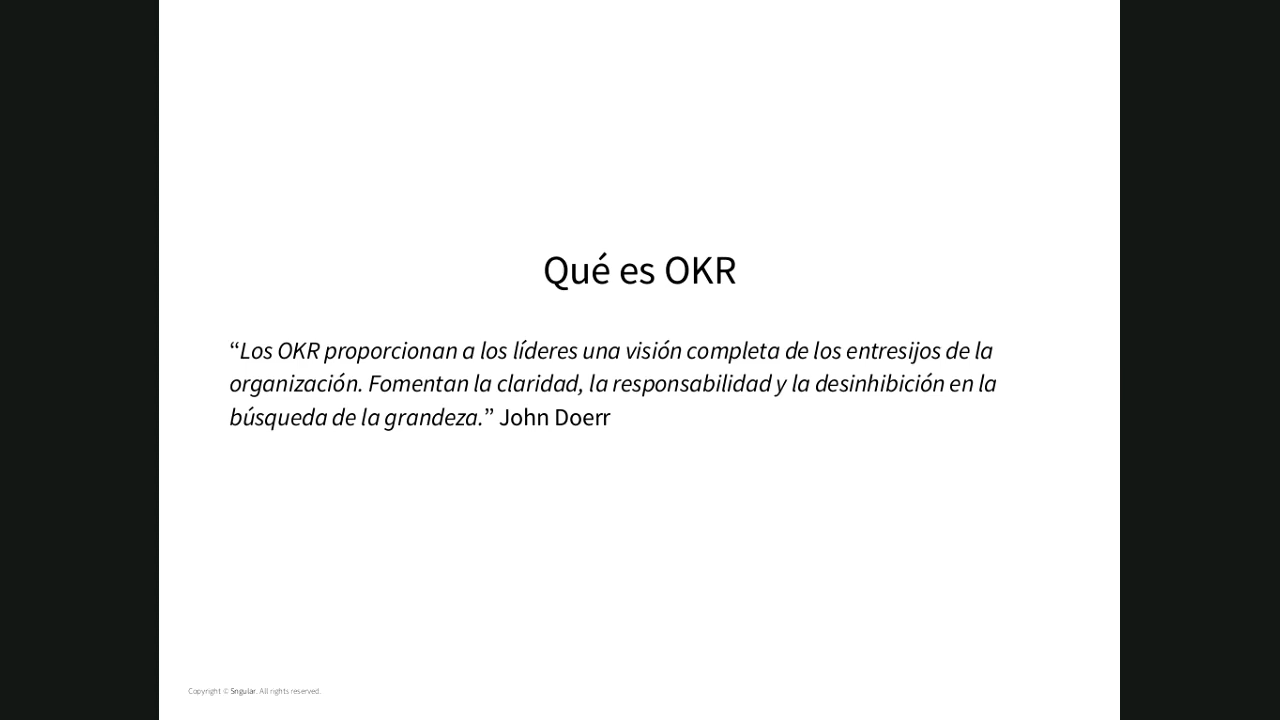 Qué es OKR
“Los OKR proporcionan a los líderes una visión completa de los entresijos de la
organización. Fomentan la claridad, la responsabilidad y la desinhibición en la
búsqueda de la grandeza.” John Doerr
Copyright © Sngular. All rights reserved.